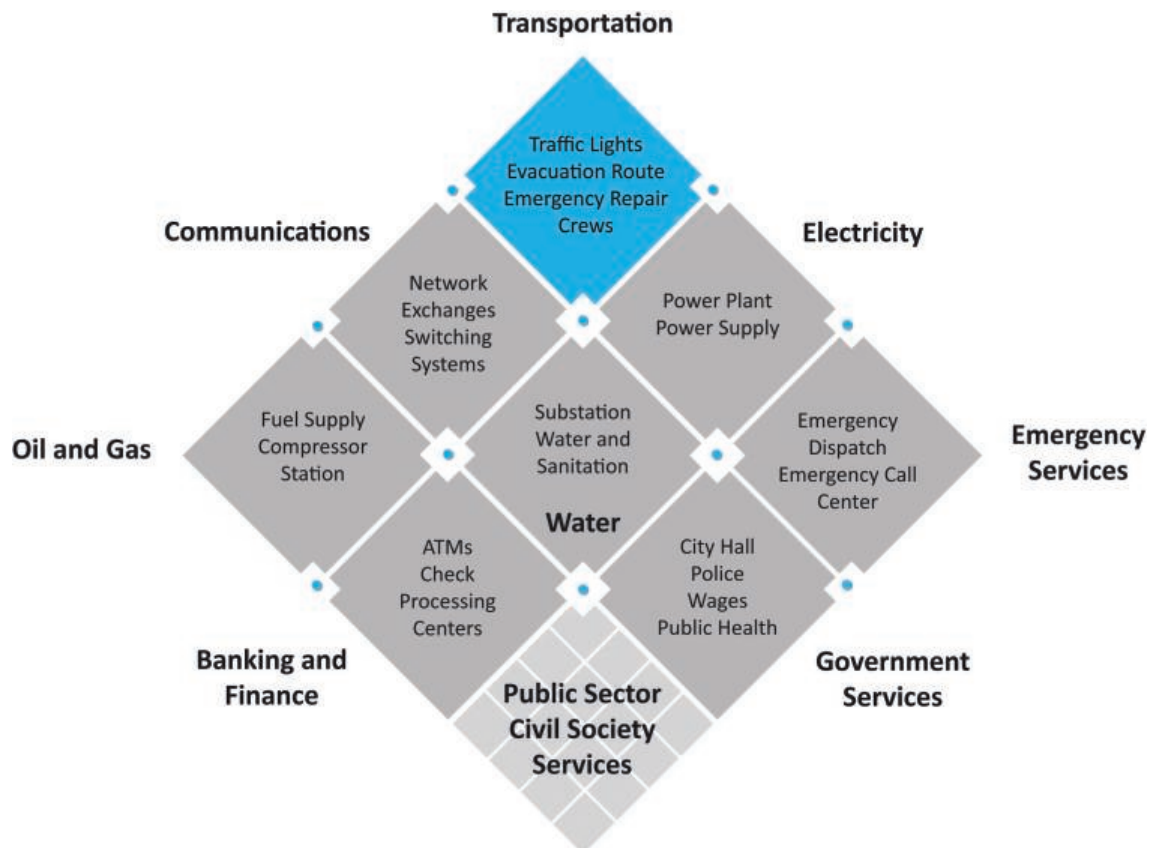 Transportation
Traffic Lights
Evacuation Route
Emergency Repair
Crews
Communications
Electricity
Network
Exchanges
Switching
Systems
Power Plant
Power Supply
Oil and Gas
Fuel Supply
Compressor
Station
Substation
Water and
Sanitation
Water
Emergency
Dispatch
Emergency Call
Center
Emergency
Services
ATMs
Check
Processing
Centers
City Hall
Police
Wages
Public Health
Banking and
Finance
Public Sector
Civil Society
Services
Government
Services